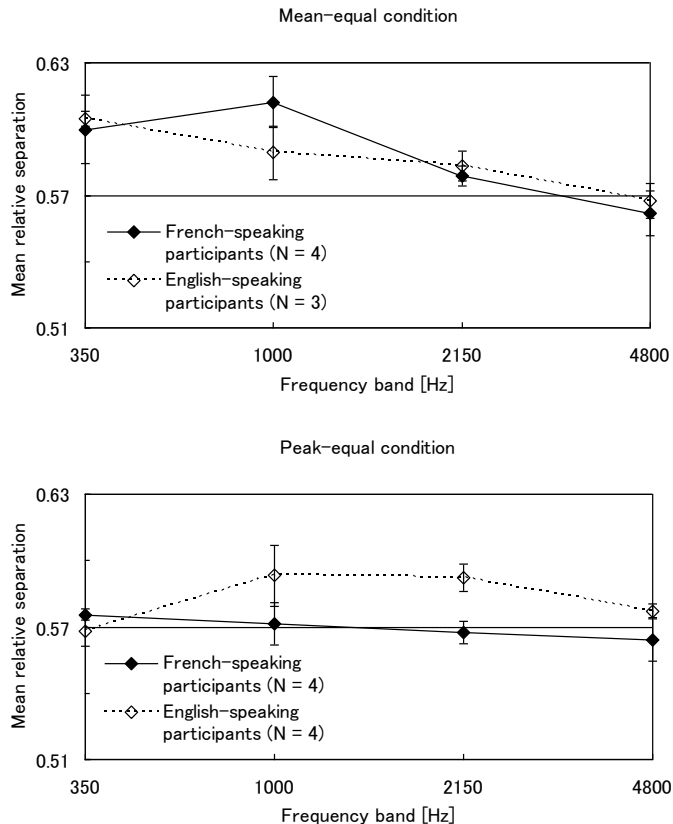 Mean-equal condition
0.63
0.57
0.51
Mean relative separation
French-speaking
participants (N = 4)
English-speaking
participants (N = 3)
350 1000 2150 4800
Frequency band [Hz]
Peak-equal condition
0.63
0.57
0.51
Mean relative separation
French-speaking
participants (N = 4)
English-speaking
participants (N = 4)
350 1000 2150 4800
Frequency band [Hz]